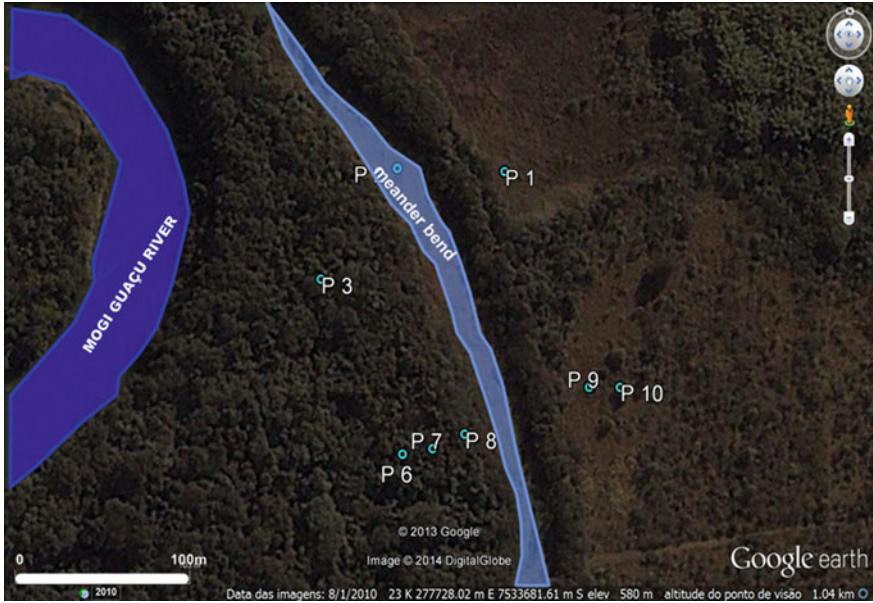 P 1
P
meander bend
MOGI GUAÇU RIVER
P 3
P 9
P 10
P 7
P 8
P 6
© 2013 Google
0 100m
Image © 2014 DigitalGlobe
Google earth
2010
Data das imagens: 8/1/2010 23 K 277728.02 m E 7533681.61 m S elev 580 m altitude do ponto de visão 1.04 km